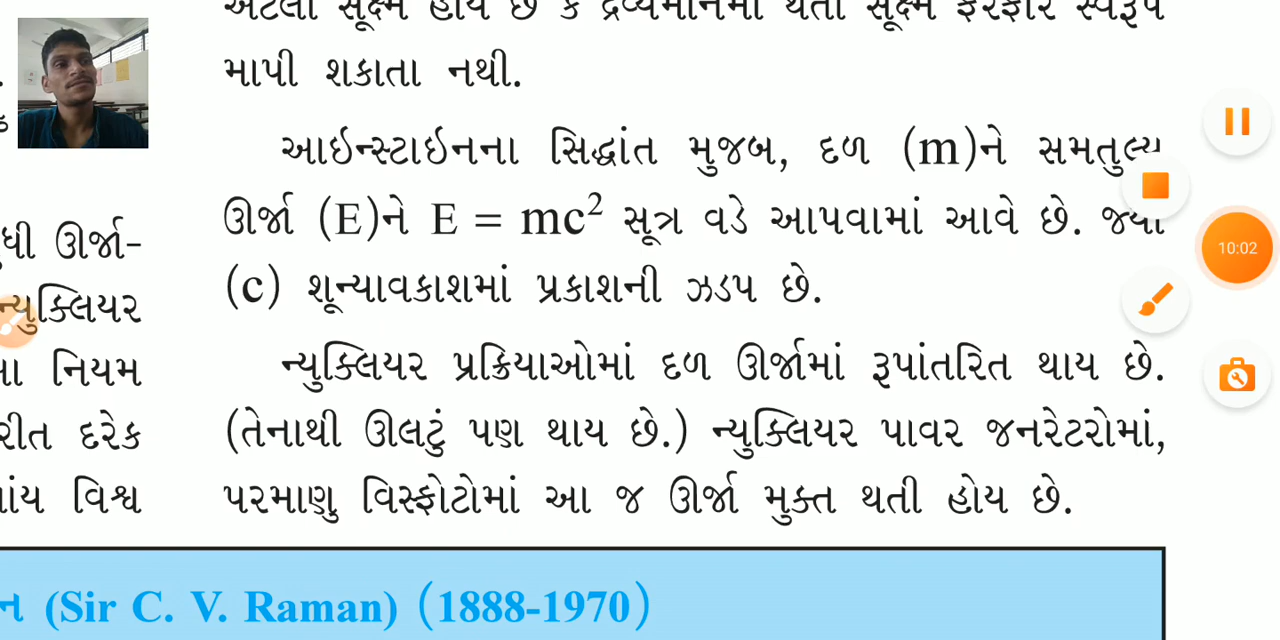 માપી શકાતા નથી.
આઇન્સ્ટાઇનના સિદ્ધાંત મુજબ, દળ (m)ને સમતુલ્ય
ધી ઊર્જા-
ઊર્જા (E)ને E = mc² સૂત્ર વડે આપવામાં આવે છે. જ્યાં
(c) શૂન્યાવકાશમાં પ્રકાશની ઝડપ છે.
10:02
ન્યુક્લિયર
નિયમ
ન્યુક્લિયર પ્રક્રિયાઓમાં દળ ઊર્જામાં રૂપાંતરિત થાય છે.
રીત દરેક
(તેનાથી ઊલટું પણ થાય છે.) ન્યુક્લિયર પાવર જનરેટરોમાં,
વિશ્વ
પરમાણુ વિસ્ફોટોમાં આ જ ઊર્જા મુક્ત થતી હોય છે.
ન (Sir C. V. Raman) (1888-1970)